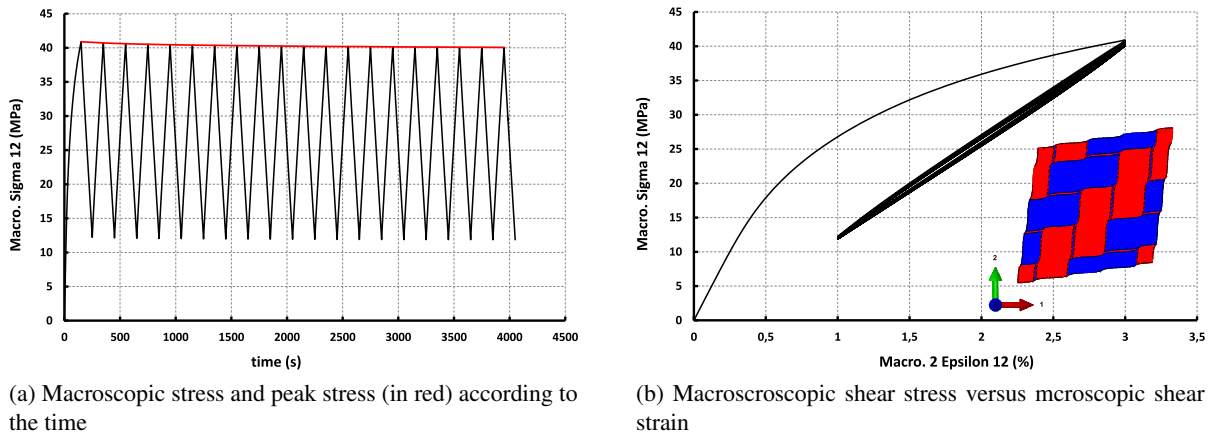 45
40
35
30
25
20
15
10
5
0
Macro. Sigma 12 (MPa)
0 500 1000 1500 2000 2500 3000 3500 4000 4500
time (s)
(a) Macroscopic stress and peak stress (in red) according to
the time
45
40
35
30
25
20
15
10
5
0
Macro. Sigma 12 (MPa)
2
1
0 0,5 1 1,5 2 2,5 3 3,5
Macro. 2 Epsilon 12 (%)
(b) Macroscroscopic shear stress versus mcroscopic shear
strain